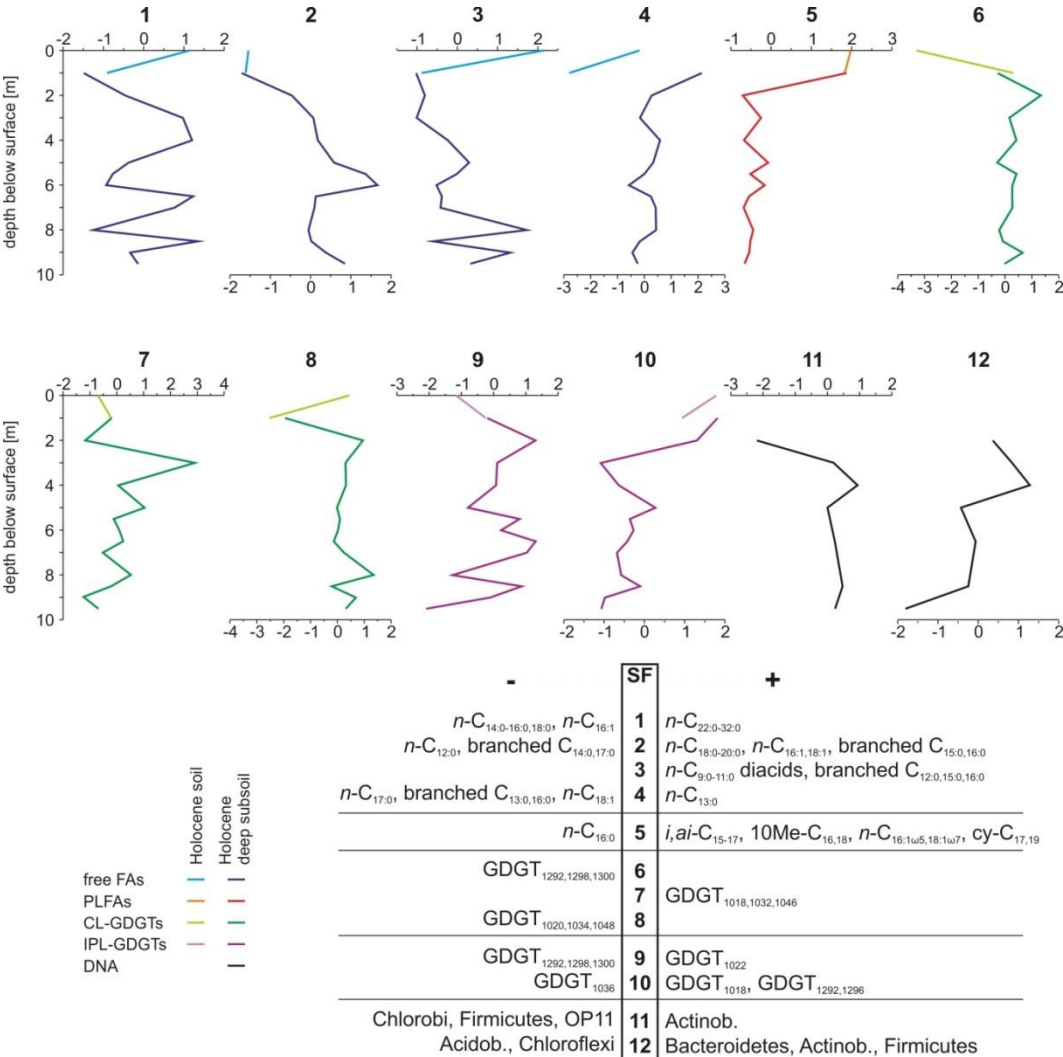 1 2 3 4 5 6
-2 -1 0 1 2 -1 0 1 2 -1 0 1 2 3
depth below surface [m]
0
2
4
6
8
10
-2 -1 0 1 2 -3 -2 -1 0 1 2 3 -4 -3 -2 -1 0 1 2
7 8 9 10 11 12
-2 -1 0 1 2 3 4 -3 -2 -1 0 1 2 -3 -2 -1 0 1 2
depth below surface [m]
0
2
4
6
8
10
-4 -3 -2 -1 0 1 2 -2 -1 0 1 2 -2 -1 0 1 2
- SF +
n-C14:0-16:0,18:0, n-C16:1 1 n-C22:0-32:0
n-C12:0, branched C14:0,17:0 2 n-C18:0-20:0, n-C16:1,18:1, branched C15:0,16:0
3 n-C9:0-11:0 diacids, branched C12:0,15:0,16:0
n-C17:0, branched C13:0,16:0, n-C18:1 4 n-C13:0
n-C16:0 5 i,ai-C15-17, 10Me-C16,18, n-C16:1ω5,18:1ω7, cy-C17,19
GDGT1292,1298,1300 6
7 GDGT1018,1032,1046
GDGT1020,1034,1048 8
GDGT1292,1298,1300 9 GDGT1022
GDGT1036 10 GDGT1018, GDGT1292,1296
Chlorobi, Firmicutes, OP11 11 Actinob.
Acidob., Chloroflexi 12 Bacteroidetes, Actinob., Firmicutes
Holocene soil
Holocene
deep subsoil
free FAs
PLFAs
CL-GDGTs
IPL-GDGTs
DNA